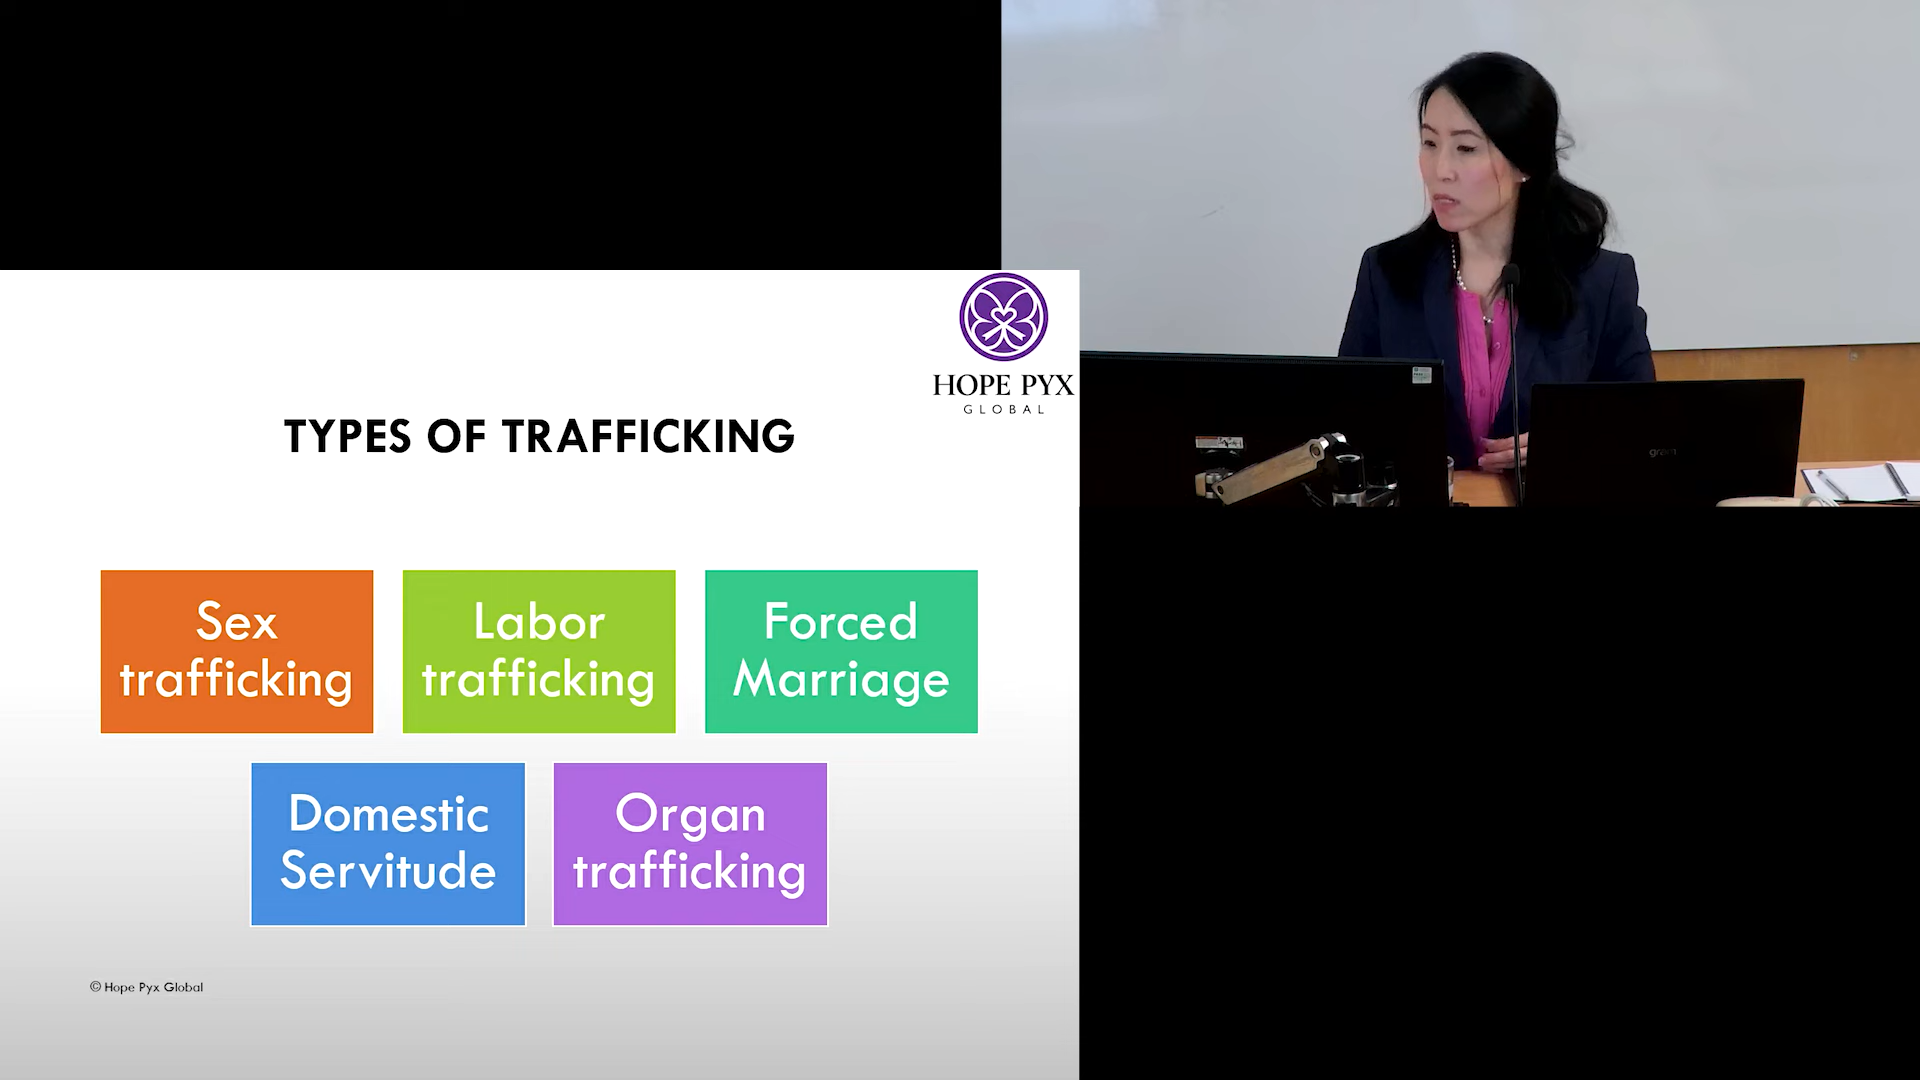 HOPE PYX
GLOBAL
TYPES OF TRAFFICKING
Sex
trafficking
Labor
trafficking
Forced
Marriage
Domestic
Servitude
Organ
trafficking
© Hope Pyx Global
gram